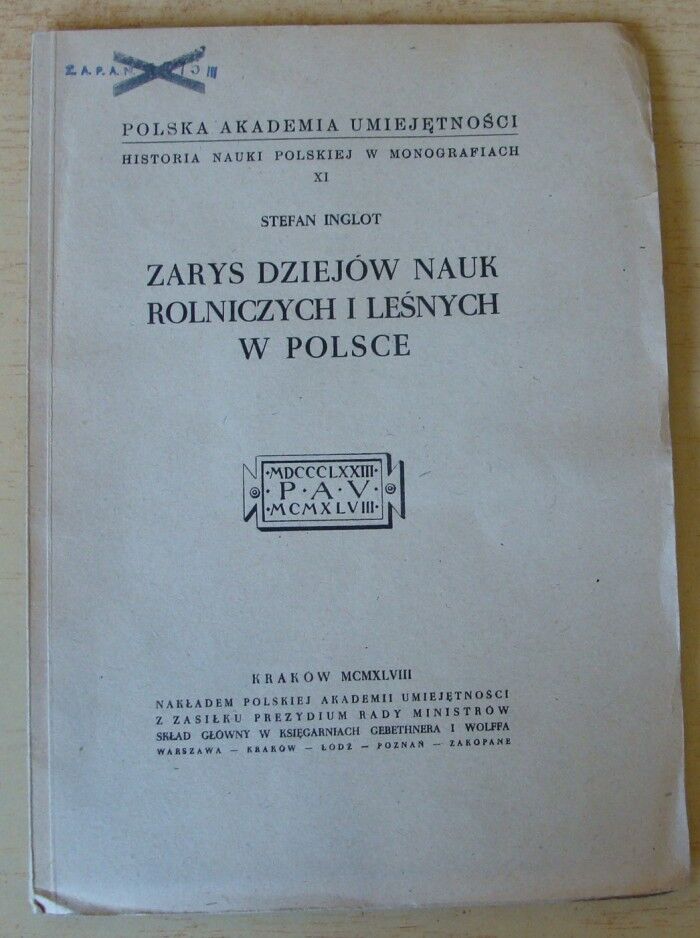 Z.A.P.A.
POLSKA AKADEMIA UMIEJĘTNOŚCI
HISTORIA NAUKI POLSKIEJ W MONOGRAFIACH
XI
STEFAN INGLOT
ZARYS DZIEJÓW NAUK
ROLNICZYCH I LEŚNYCH
W POLSCE
·MDCCCLXXIII·
·P·A·V·
·MCMXLVIII·
KRAKÓW MCMXLVIII
NAKŁADEM POLSKIEJ AKADEMII UMIEJĘTNOŚCI
Z ZASIŁKU PREZYDIUM RADY MINISTRÓW
SKŁAD GŁÓWNY W KSIĘGARNIACH GEBETHNERA I WOLFFA
WARSZAWA — KRAKÓW — ŁÓDŹ — POZNAŃ — ZAKOPANE